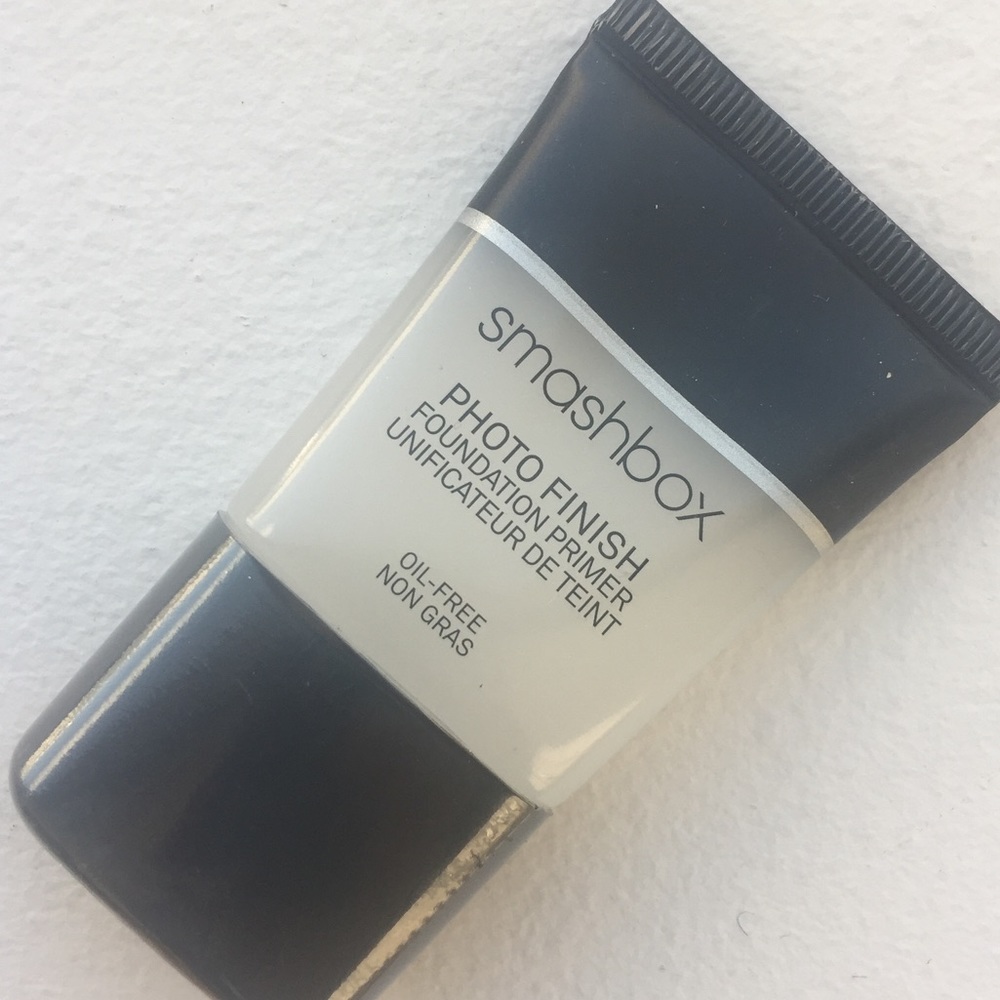 smashbox
PHOTO FINISH
FOUNDATION PRIMER
UNIFICATEUR DE TEINT
OIL-FREE
NON GRAS